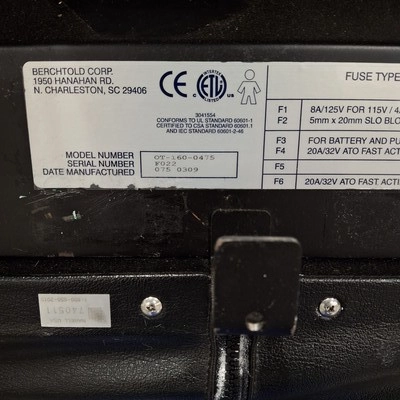 BERCHTOLD CORP.
1950 HANAHAN RD.
N. CHARLESTON, SC 29406
CE
ETL
US
INTERTEK
LISTED
3041554
CONFORMS TO UL STANDARD 60601-1
CERTIFIED TO CSA STANDARD 60601.1
AND IEC STANDARD 60601-2-46
MODEL NUMBER OT-160-0475
SERIAL NUMBER F022
DATE MANUFACTURED 075 0309
FUSE TYPE
F1 8A/125V FOR 115V / 4
F2 5mm x 20mm SLO BLO
F3 FOR BATTERY AND PU
F4 20A/32V ATO FAST ACTI
F5
F6 20A/32V ATO FAST ACTI